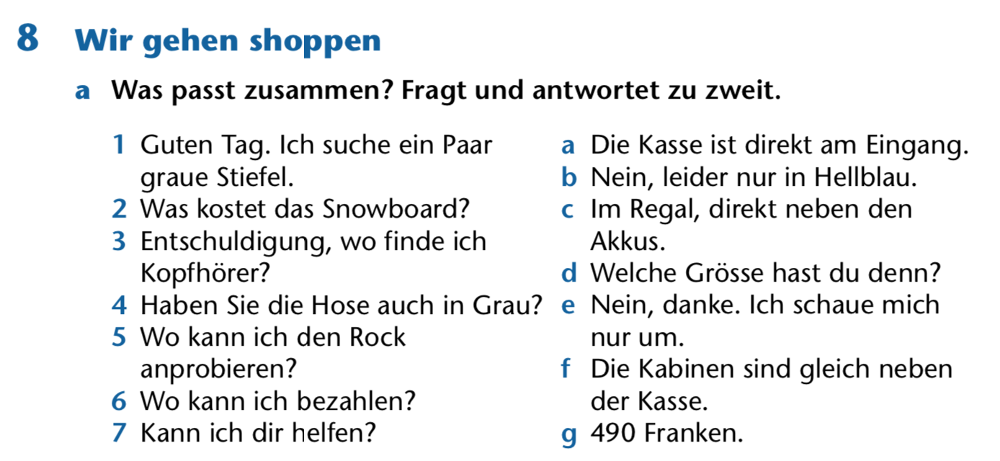 8 Wir gehen shoppen
a Was passt zusammen? Fragt und antwortet zu zweit.
1 Guten Tag. Ich suche ein Paar
graue Stiefel.
2 Was kostet das Snowboard?
3 Entschuldigung, wo finde ich
Kopfhörer?
4 Haben Sie die Hose auch in Grau?
5 Wo kann ich den Rock
anprobieren?
6 Wo kann ich bezahlen?
7 Kann ich dir helfen?
a Die Kasse ist direkt am Eingang.
b Nein, leider nur in Hellblau.
c Im Regal, direkt neben den
Akkus.
d Welche Grösse hast du denn?
e Nein, danke. Ich schaue mich
nur um.
f Die Kabinen sind gleich neben
der Kasse.
g 490 Franken.